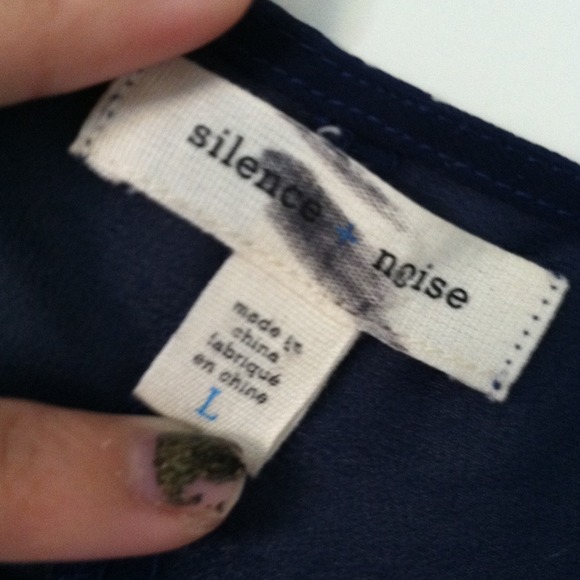 silence + noise
made in
china
fabriqué
en chine
L